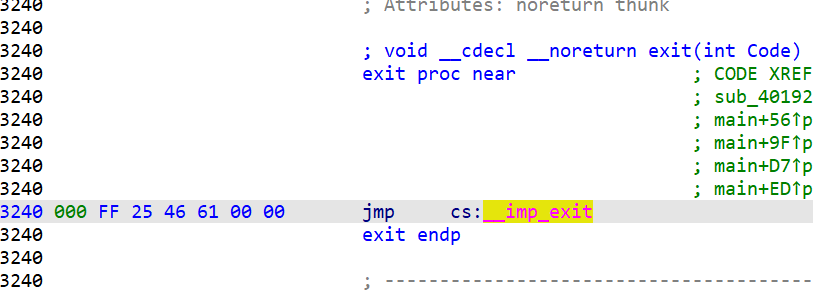 3240 ; Attributes: noreturn thunk
3240
3240 ; void __cdecl __noreturn exit(int Code)
3240 exit proc near ; CODE XREF
3240 ; sub_40192
3240 ; main+56↑p
3240 ; main+9F↑p
3240 ; main+D7↑p
3240 ; main+ED↑p
3240 000 FF 25 46 61 00 00 jmp cs:__imp_exit
3240 exit endp
3240
3240 ; ---------------------------------------